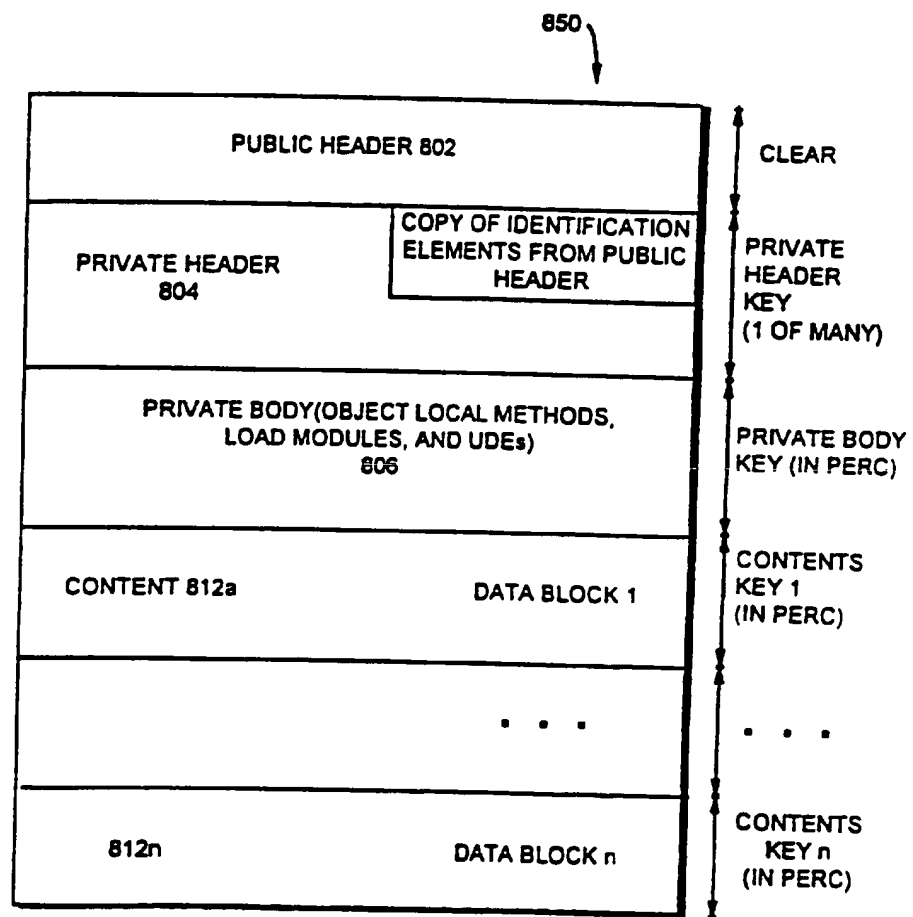 850
PUBLIC HEADER 802
CLEAR
PRIVATE HEADER
804
COPY OF IDENTIFICATION
ELEMENTS FROM PUBLIC
HEADER
PRIVATE
HEADER
KEY
(1 OF MANY)
PRIVATE BODY(OBJECT LOCAL METHODS,
LOAD MODULES, AND UDEs)
806
PRIVATE BODY
KEY (IN PERC)
CONTENT 812a
DATA BLOCK 1
CONTENTS
KEY 1
(IN PERC)
. . .
. . .
812n
DATA BLOCK n
CONTENTS
KEY n
(IN PERC)